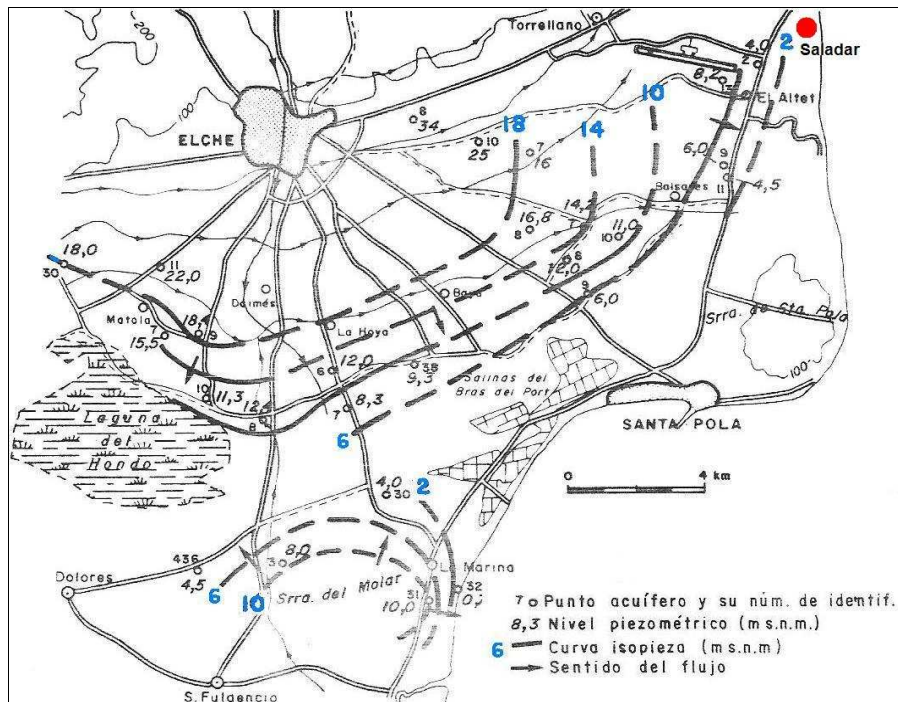 -200
Torrellano
2
Saladar
4,0
2
8,2
13
El Altet
100
8
34
18
10
ELCHE
10
25
7
16
14
6,0
9
4,5
Balsares 11
14,2
16,8
8
11,0
10
18,0
30
11
22,0
8
12,0
9
6,0
Daimés
Baya
Matola
7
15,5
18,
9
La Hoya
Srra. de Sta. Pola
12,0
6
38
9,3
Salinas del
Bras del Port
100
10
11,3
12,
8
8,3
7
Laguna
del
Hondo
6
SANTA POLA
4,0
30
2
0
4 km
436
4,5
3
8,0
Srra. del Molar
La Marina
Dolores
6
10
31
10,0
32
0,
7 Punto acuífero y su núm. de identif.
8,3 Nivel piezométrico (m s.n.m.)
6 Curva isopieza (m s.n.m)
Sentido del flujo
S. Fulgencio